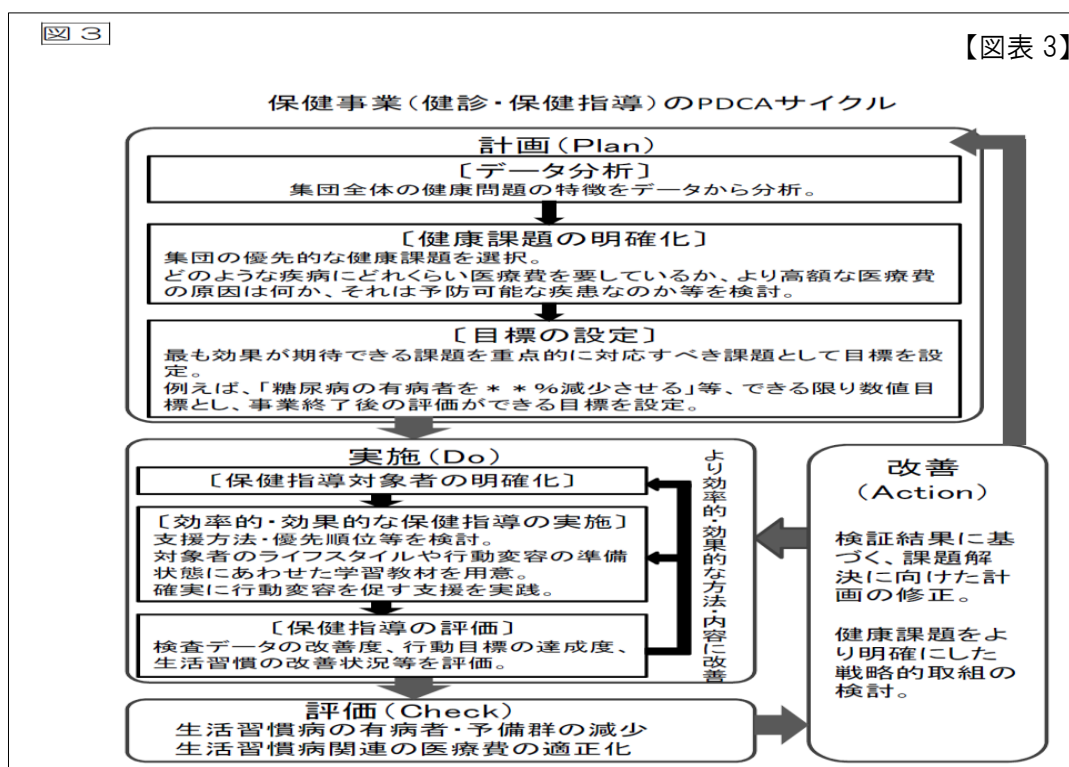 図 3
【図表 3】
保健事業(健診・保健指導)のPDCAサイクル
計画(Plan)
［データ分析］
集団全体の健康問題の特徴をデータから分析。
［健康課題の明確化］
集団の優先的な健康課題を選択。
どのような疾病にどれくらい医療費を要しているか、より高額な医療費
の原因は何か、それは予防可能な疾患なのか等を検討。
［目標の設定］
最も効果が期待できる課題を重点的に対応すべき課題として目標を設
定。
例えば、「糖尿病の有病者を＊＊%減少させる」等、できる限り数値目
標とし、事業終了後の評価ができる目標を設定。
実施(Do)
［保健指導対象者の明確化］
［効率的・効果的な保健指導の実施］
支援方法・優先順位等を検討。
対象者のライフスタイルや行動変容の準備
状態にあわせた学習教材を用意。
確実に行動変容を促す支援を実践。
［保健指導の評価］
検査データの改善度、行動目標の達成度、
生活習慣の改善状況等を評価。
より効率的・効果的な方法・内容に改善
評価(Check)
生活習慣病の有病者・予備群の減少
生活習慣病関連の医療費の適正化
改善
(Action)
検証結果に基
づく、課題解
決に向けた計
画の修正。
健康課題をよ
り明確にした
戦略的取組の
検討。